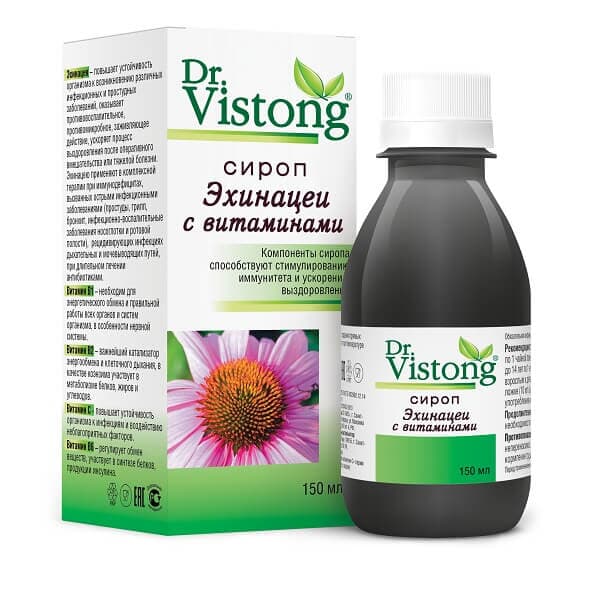 Эхинацея – повышает устойчивость
организма к возникновению различных
инфекционных и простудных
заболеваний, оказывает
противовоспалительное,
противомикробное, заживляющее
действие, ускоряет процесс
выздоровления после оперативного
вмешательства или тяжелой болезни.
Эхинацею применяют в комплексной
терапии при иммунодефицитах,
вызванных острыми инфекционными
заболеваниями (простуды, грипп,
бронхит, инфекционно-воспалительные
заболевания носоглотки и ротовой
полости), рецидивирующих инфекциях
дыхательных и мочевыводящих путей,
при длительном лечении
антибиотиками.
Витамин В1 – необходим для
энергетического обмена и правильной
работы всех органов и систем
организма, в особенности нервной
системы.
Витамин В2 – важнейший катализатор
энергообмена и клеточного дыхания, в
качестве коэнзима участвует в
метаболизме белков, жиров и
углеводов.
Витамин С – повышает устойчивость
организма к инфекциям и воздействию
неблагоприятных факторов.
Витамин В6 – регулирует обмен
веществ, участвует в синтезе белков,
продукции инсулина.
EAC
Dr.
Vistong®
сироп
Эхинацеи
с витаминами
Компоненты сиропа
способствуют стимулированию
иммунитета и ускорению
выздоровления
150 мл
Dr.
Vistong®
сироп
Эхинацеи
с витаминами
150 мл